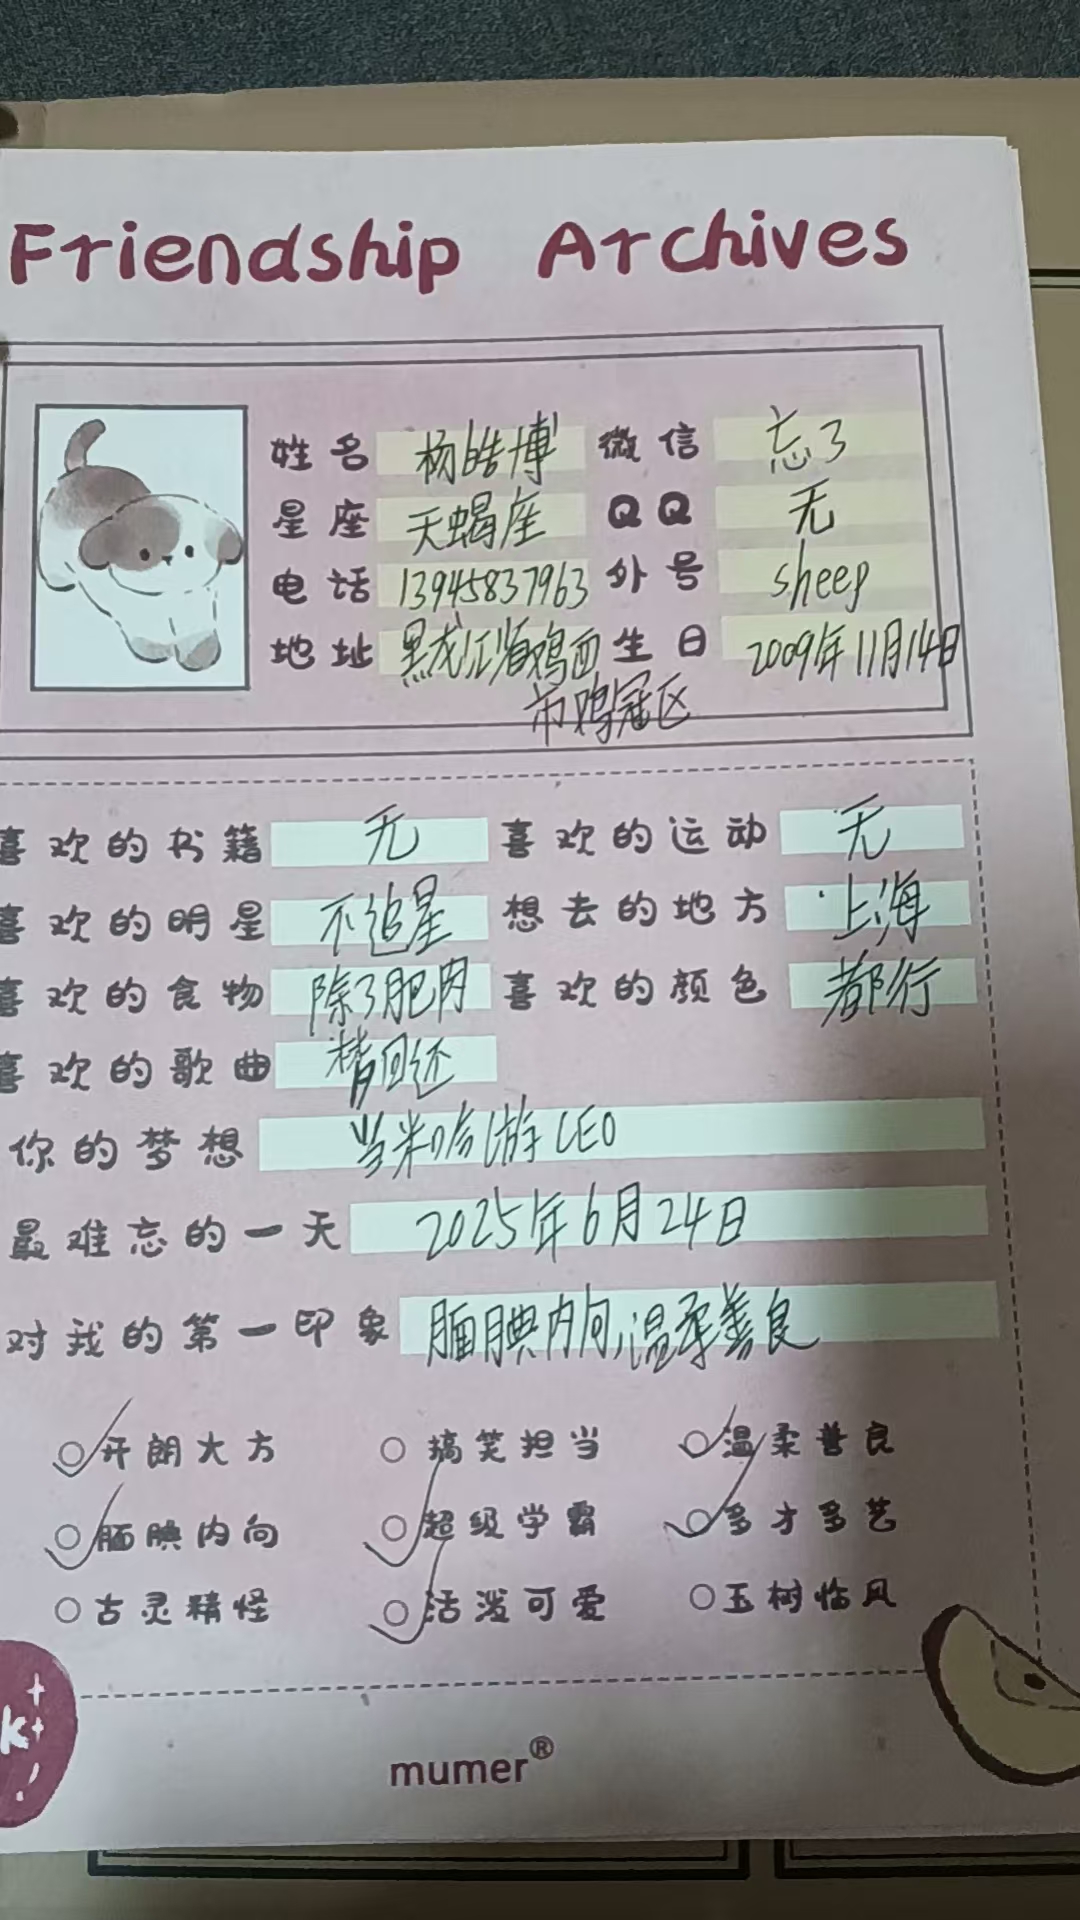 Friendship Archives
姓名 杨皓博 微信 忘了
星座 天蝎座 QQ 无
电话 13945837963 外号 sheep
地址 黑龙江省鸡西 生日 2009年11月14日
市鸡冠区
喜欢的书籍 无 喜欢的运动 无
喜欢的明星 不追星 想去的地方 上海
喜欢的食物 除了肥肉 喜欢的颜色 都行
喜欢的歌曲 精回还
你的梦想 当米哈游CEO
最难忘的一天 2025年6月24日
对我的第一印象 腼腆内向,温柔善良
开朗大方 搞笑担当 温柔善良
腼腆内向 超级学霸 多才多艺
古灵精怪 活泼可爱 玉树临风
k
mumer®